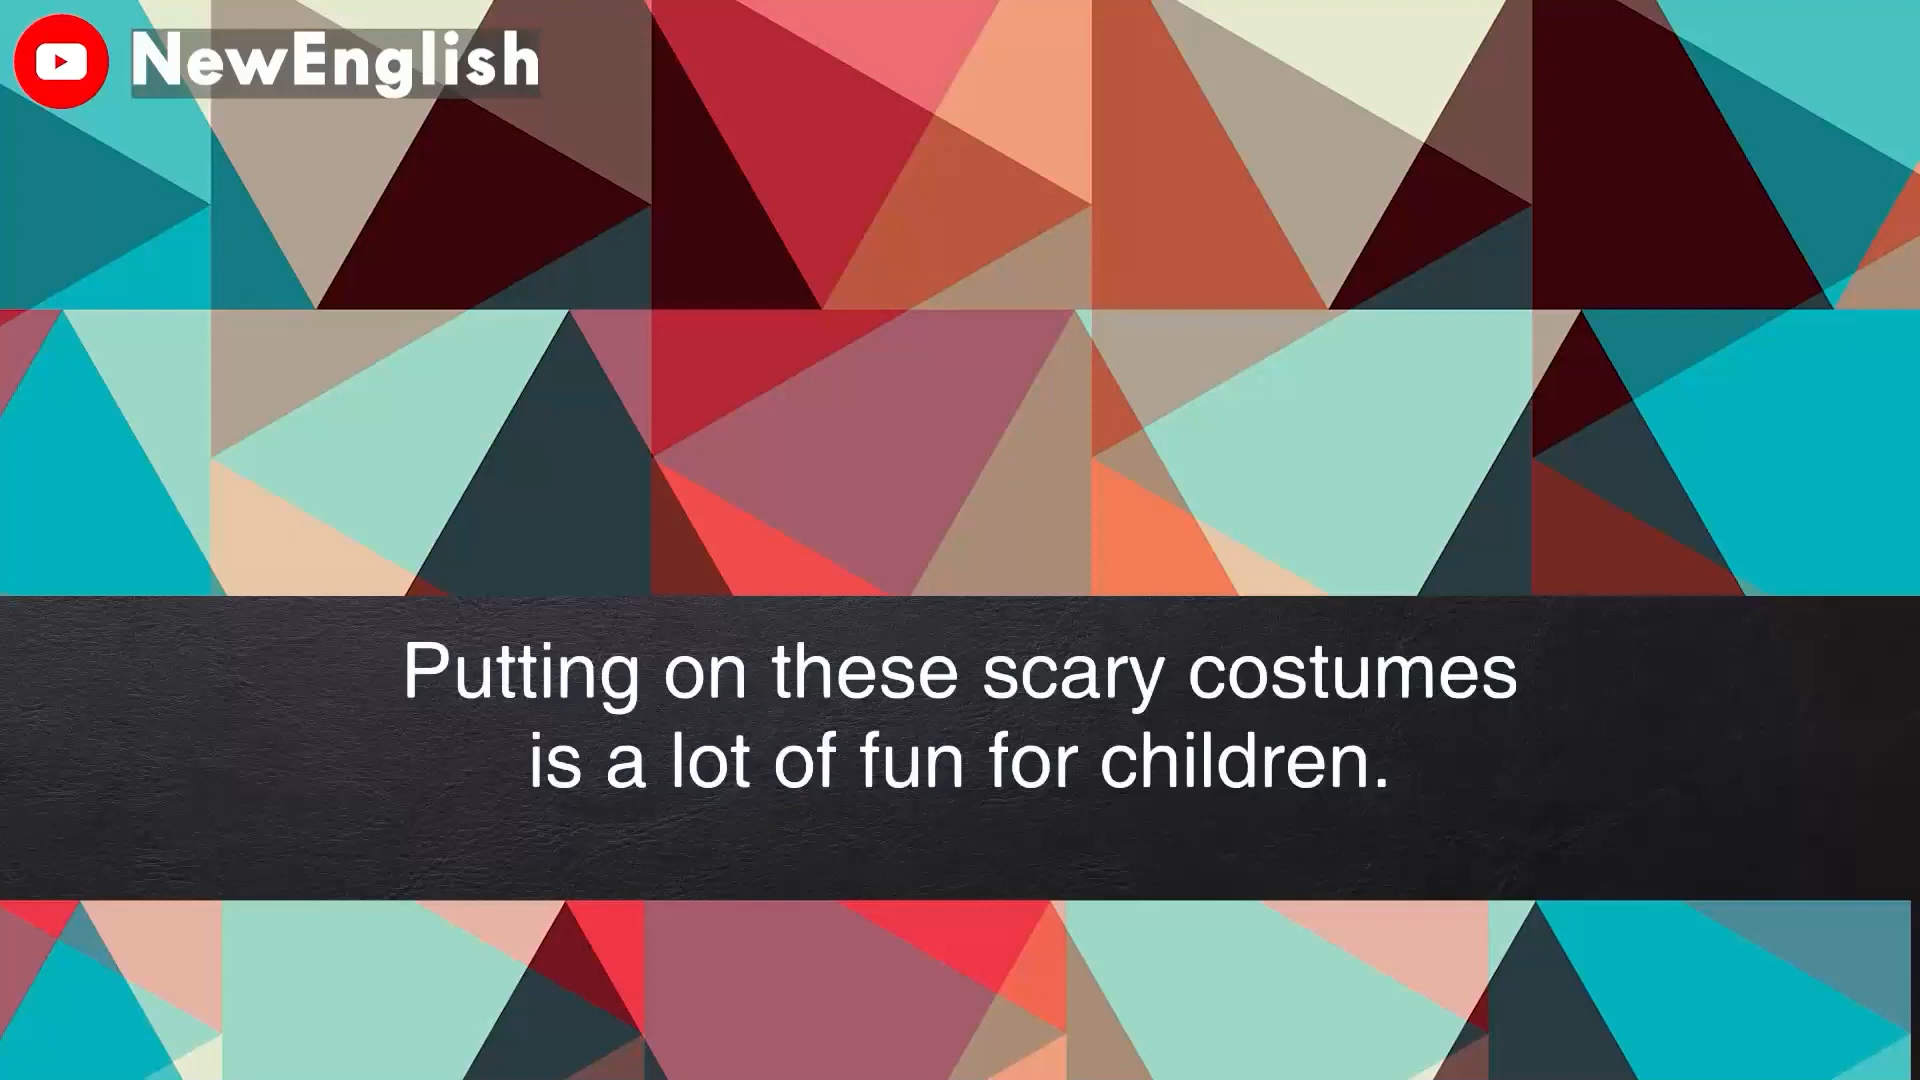 NewEnglish
Putting on these scary costumes
is a lot of fun for children.